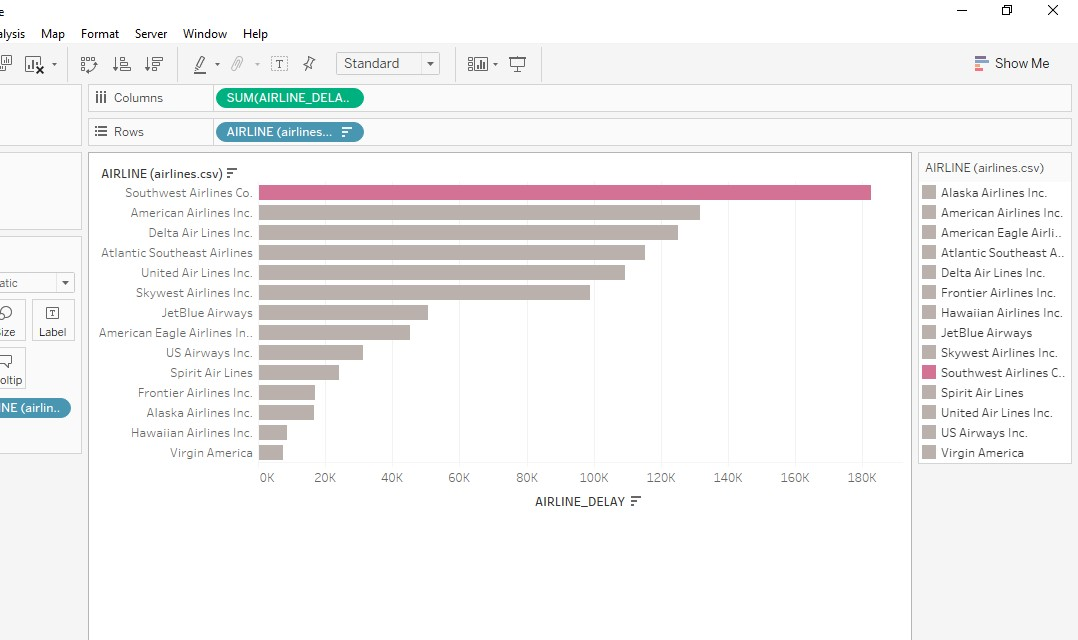 e
alysis Map Format Server Window Help
T Standard Show Me
Columns SUM(AIRLINE_DELA..
Rows AIRLINE (airlines...
AIRLINE (airlines.csv)
Southwest Airlines Co.
American Airlines Inc.
Delta Air Lines Inc.
Atlantic Southeast Airlines
United Air Lines Inc.
Skywest Airlines Inc.
JetBlue Airways
American Eagle Airlines In..
US Airways Inc.
Spirit Air Lines
Frontier Airlines Inc.
Alaska Airlines Inc.
Hawaiian Airlines Inc.
Virgin America
0K 20K 40K 60K 80K 100K 120K 140K 160K 180K
AIRLINE_DELAY
atic
T
ize Label
oltip
NE (airlin..
AIRLINE (airlines.csv)
Alaska Airlines Inc.
American Airlines Inc.
American Eagle Airli..
Atlantic Southeast A..
Delta Air Lines Inc.
Frontier Airlines Inc.
Hawaiian Airlines Inc.
JetBlue Airways
Skywest Airlines Inc.
Southwest Airlines C..
Spirit Air Lines
United Air Lines Inc.
US Airways Inc.
Virgin America